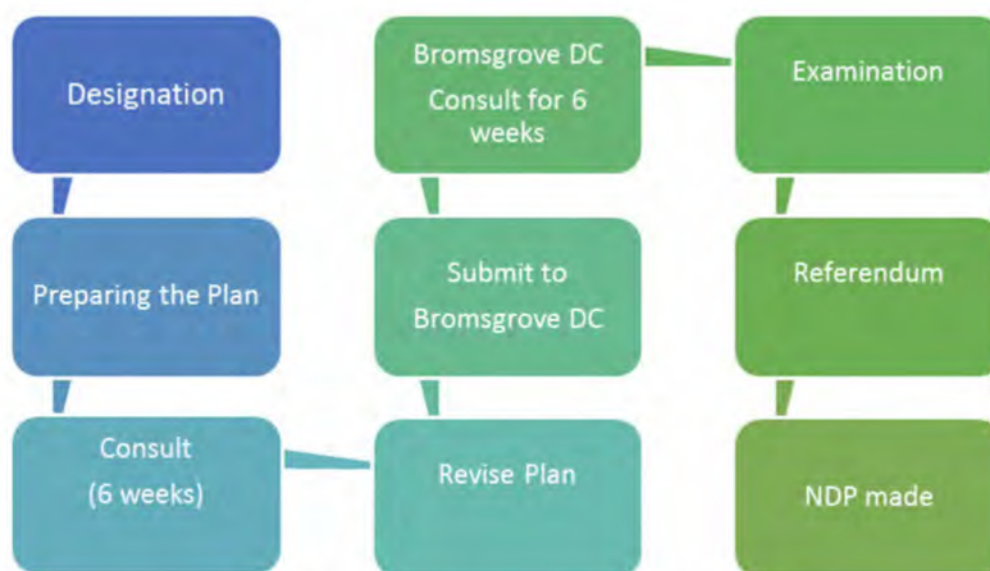 Designation
Preparing the Plan
Consult
(6 weeks)
Revise Plan
Submit to
Bromsgrove DC
Bromsgrove DC
Consult for 6
weeks
Examination
Referendum
NDP made